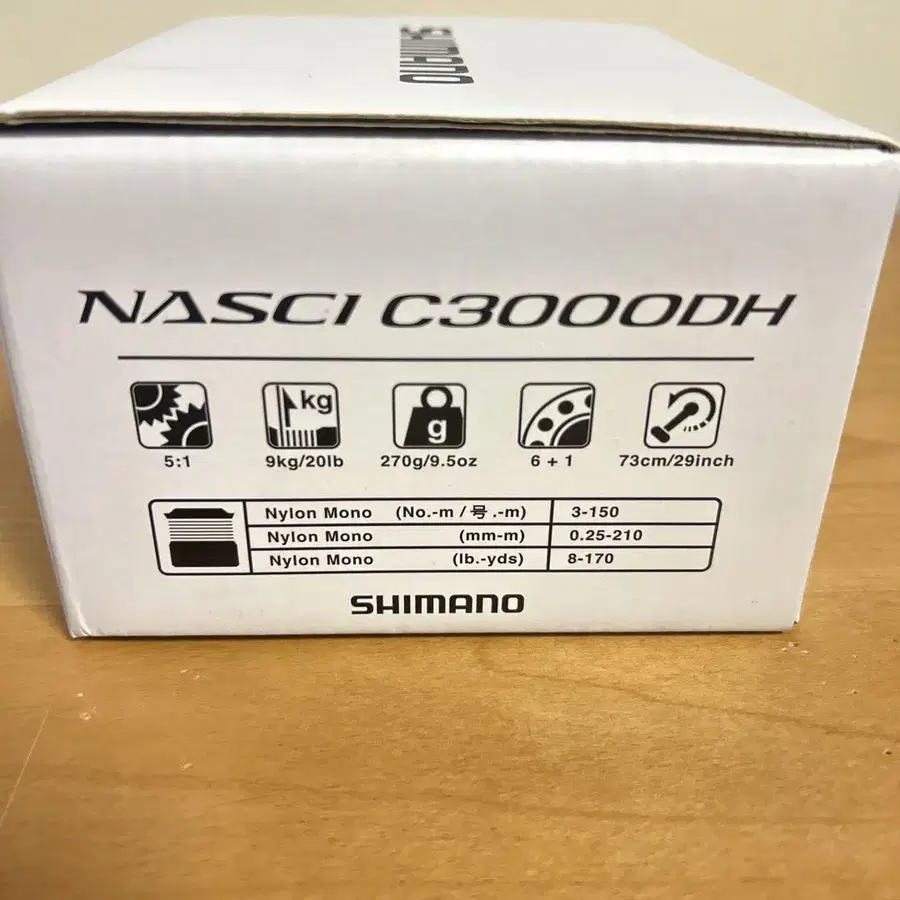 SHIMANO
NASCI C3000DH
kg
g
5:1
9kg/20lb
270g/9.5oz
6 + 1
73cm/29inch
Nylon Mono (No.-m / 号.-m) 3-150
Nylon Mono (mm-m) 0.25-210
Nylon Mono (lb.-yds) 8-170
SHIMANO